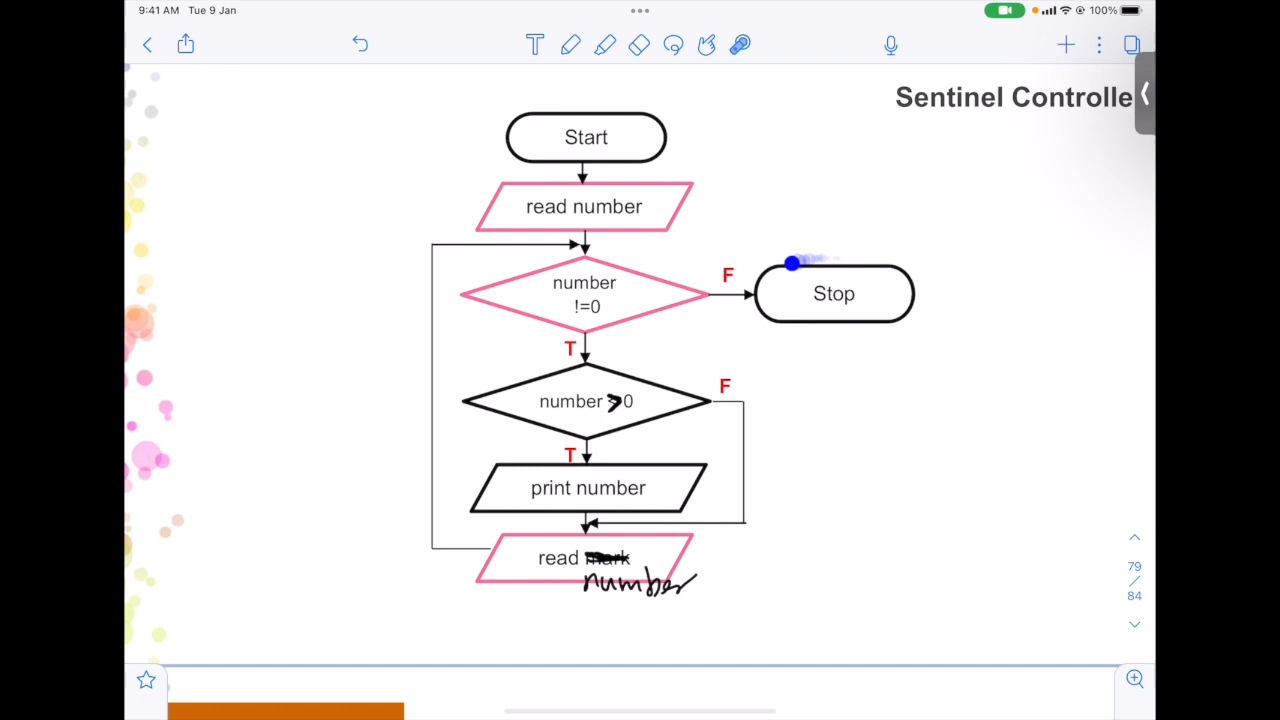 9:41 AM Tue 9 Jan
100%
Sentinel Controlle
Start
read number
number
!=0
F
Stop
T
number >0
F
T
print number
read mark
number
79
/
84